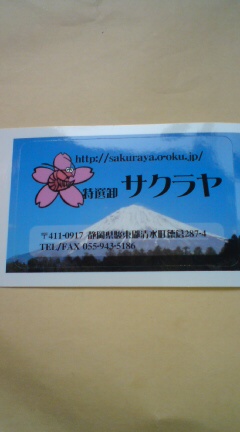 http://sakuraya.o-oku.jp/
特選卸 サクラヤ
〒411-0917 静岡県駿東郡清水町徳倉287-4
TEL/FAX 055-943-5186